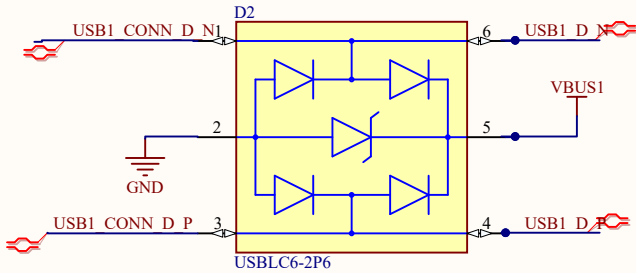 D2
USB1_CONN_D_N
1
6
USB1_D_N
2
5
VBUS1
GND
USB1_CONN_D_P
3
4
USB1_D_P
USBLC6-2P6